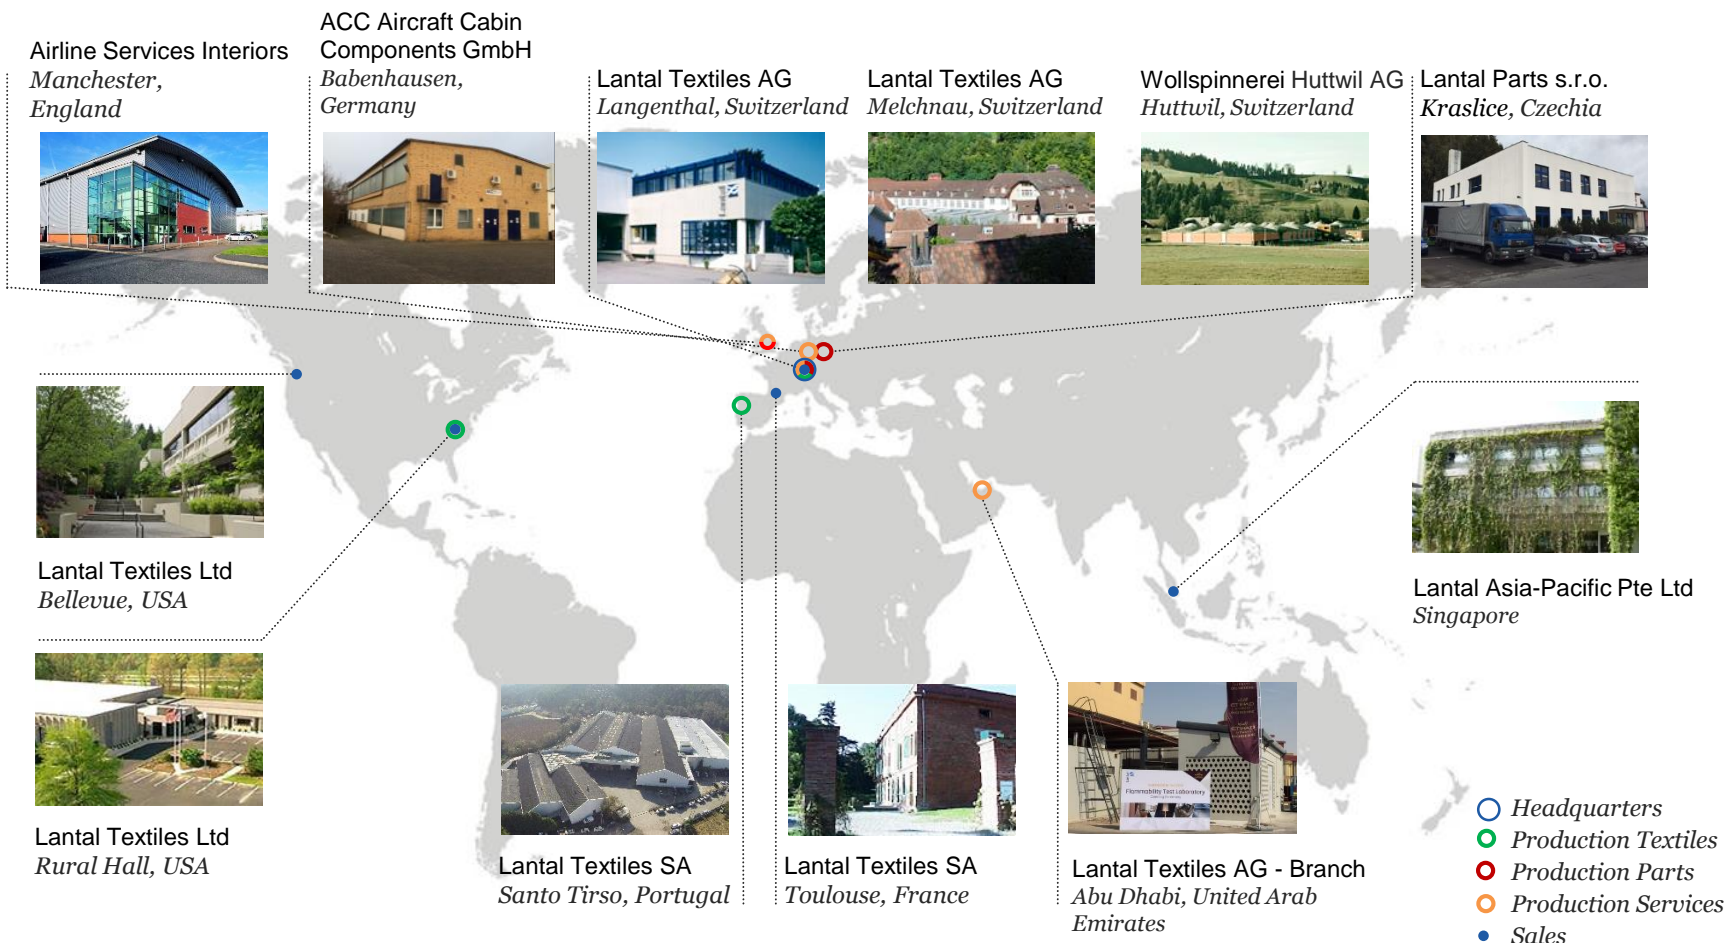 Airline Services Interiors
Manchester,
England
ACC Aircraft Cabin
Components GmbH
Babenhausen,
Germany
Lantal Textiles AG
Langenthal, Switzerland
Lantal Textiles AG
Melchnau, Switzerland
Wollspinnerei Huttwil AG
Huttwil, Switzerland
Lantal Parts s.r.o.
Kraslice, Czechia
Lantal Textiles Ltd
Bellevue, USA
Lantal Asia-Pacific Pte Ltd
Singapore
Lantal Textiles Ltd
Rural Hall, USA
Lantal Textiles SA
Santo Tirso, Portugal
Lantal Textiles SA
Toulouse, France
Flammability Test Laboratory
Lantal Textiles AG - Branch
Abu Dhabi, United Arab
Emirates
Headquarters
Production Textiles
Production Parts
Production Services
Sales